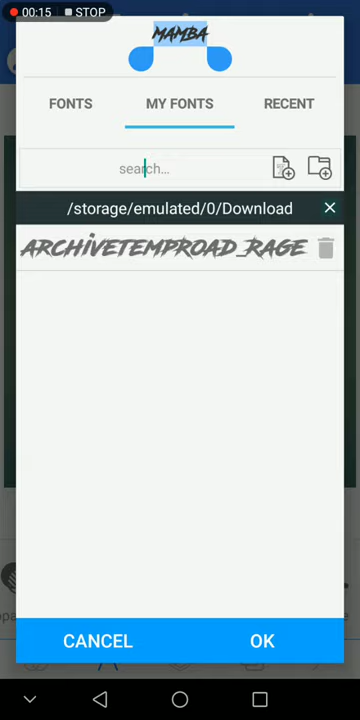 00:15 STOP
MAMBA
FONTS MY FONTS RECENT
search...
/storage/emulated/0/Download
ARCHIVETEMPROAD_RAGE
CANCEL OK